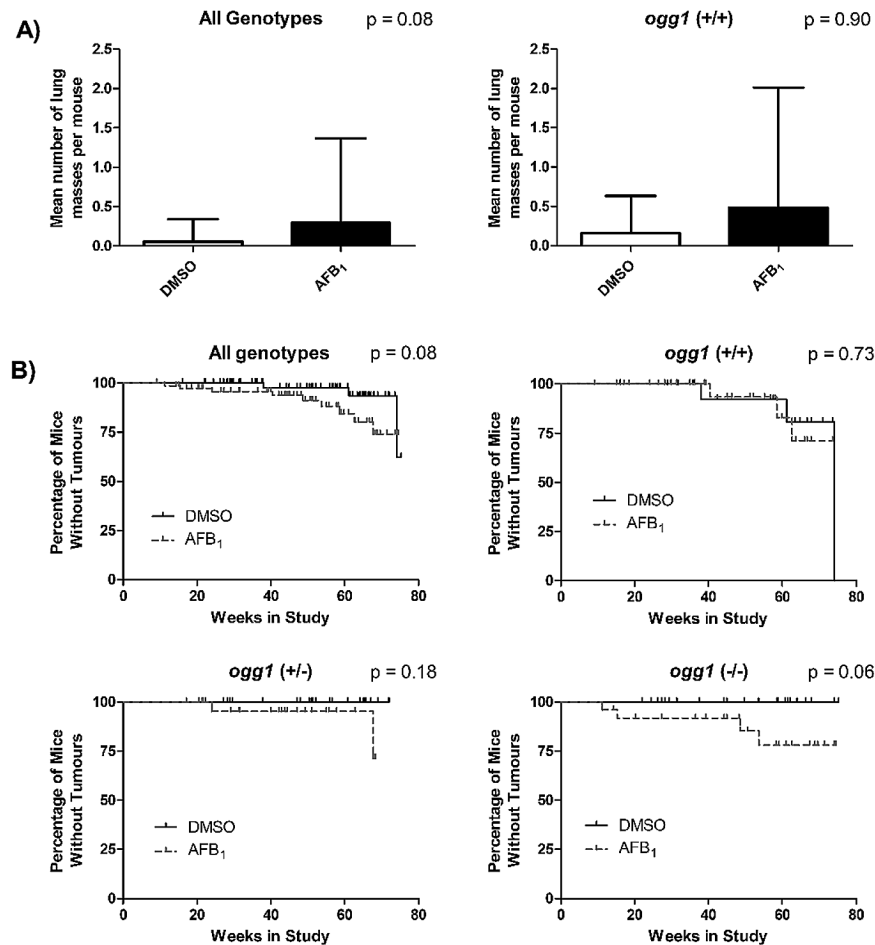 A)
All Genotypes p = 0.08
Mean number of lung
masses per mouse
2.5
2.0
1.5
1.0
0.5
0.0
DMSO
AFB1
ogg1 (+/+) p = 0.90
Mean number of lung
masses per mouse
2.5
2.0
1.5
1.0
0.5
0.0
DMSO
AFB1
B)
All genotypes p = 0.08
Percentage of Mice
Without Tumours
100
75
50
25
0
DMSO
AFB1
0 20 40 60 80
Weeks in Study
ogg1 (+/+) p = 0.73
Percentage of Mice
Without Tumours
100
75
50
25
0
DMSO
AFB1
0 20 40 60 80
Weeks in Study
ogg1 (+/-) p = 0.18
Percentage of Mice
Without Tumours
100
75
50
25
0
DMSO
AFB1
0 20 40 60 80
Weeks in Study
ogg1 (-/-) p = 0.06
Percentage of Mice
Without Tumours
100
75
50
25
0
DMSO
AFB1
0 20 40 60 80
Weeks in Study